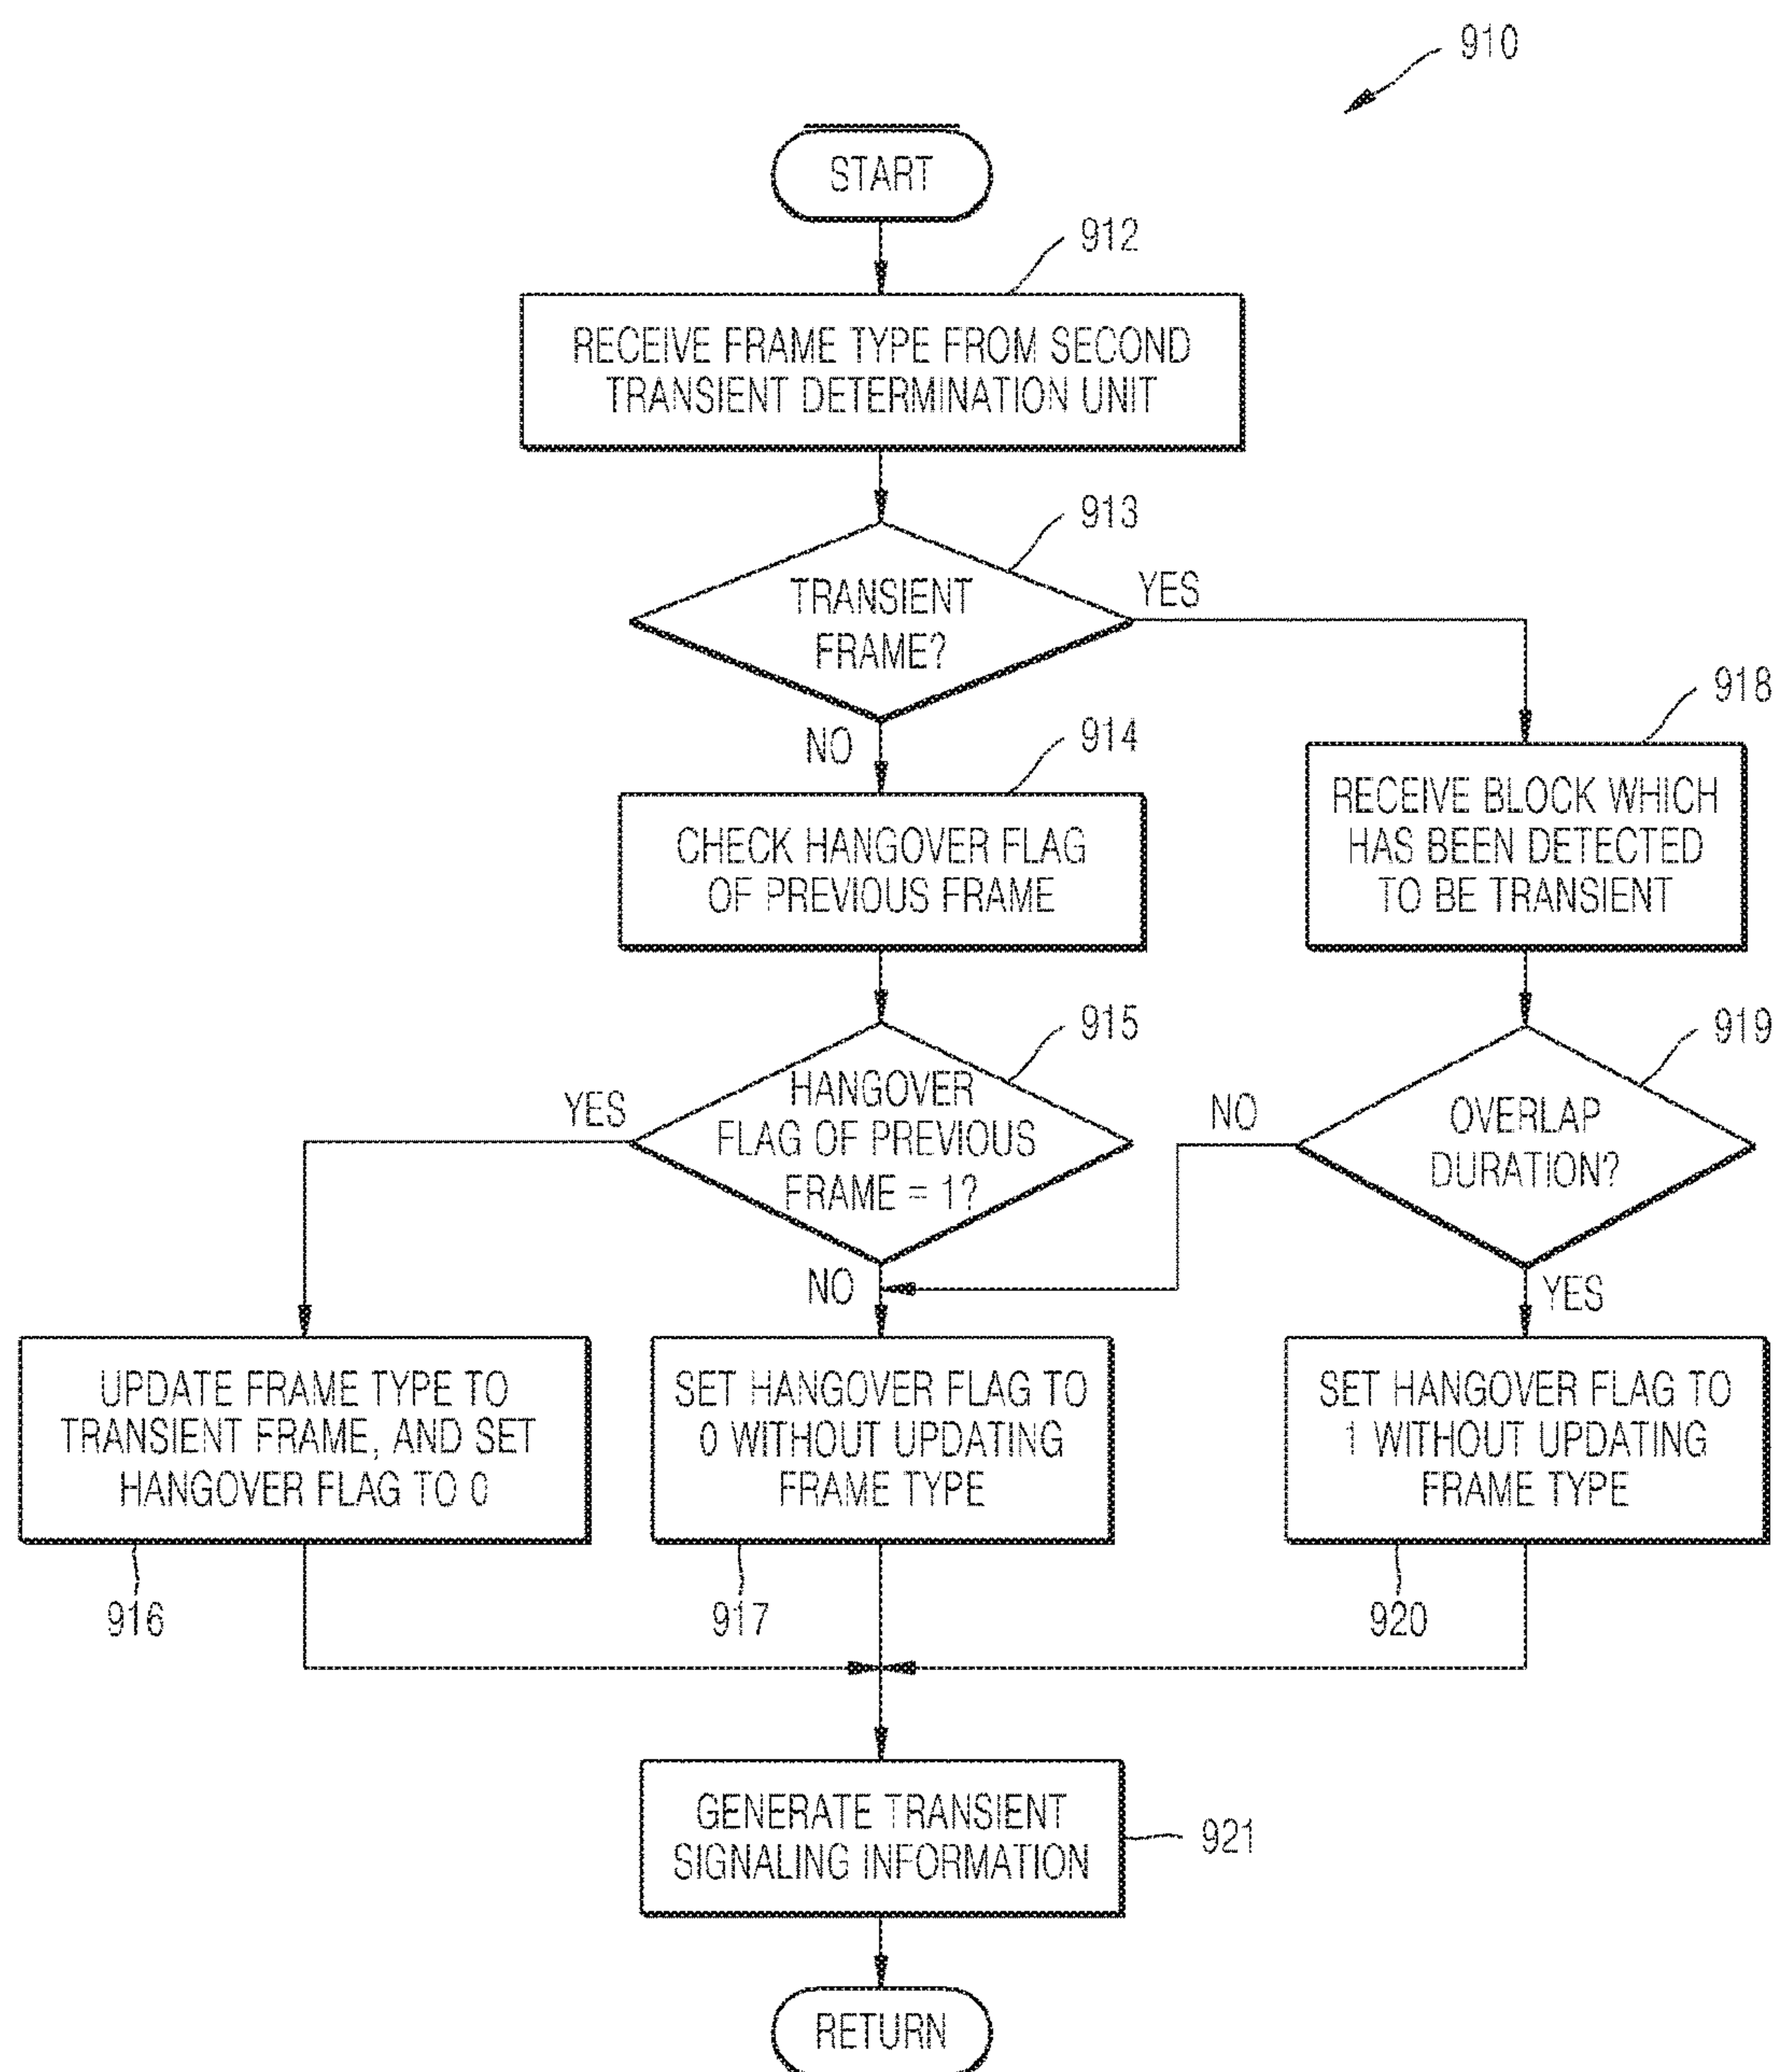 910
START
912
RECEIVE FRAME TYPE FROM SECOND
TRANSIENT DETERMINATION UNIT
913
TRANSIENT
FRAME?
YES
NO
914
CHECK HANGOVER FLAG
OF PREVIOUS FRAME
918
RECEIVE BLOCK WHICH
HAS BEEN DETECTED
TO BE TRANSIENT
915
HANGOVER
FLAG OF PREVIOUS
FRAME = 1?
YES
NO
919
OVERLAP
DURATION?
NO
YES
UPDATE FRAME TYPE TO
TRANSIENT FRAME, AND SET
HANGOVER FLAG TO 0
916
SET HANGOVER FLAG TO
0 WITHOUT UPDATING
FRAME TYPE
917
SET HANGOVER FLAG TO
1 WITHOUT UPDATING
FRAME TYPE
920
GENERATE TRANSIENT
SIGNALING INFORMATION
921
RETURN